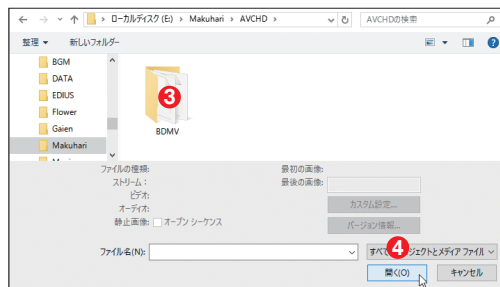 ローカルディスク (E:) › Makuhari › AVCHD ›
AVCHDの検索
整理 ▼ 新しいフォルダー
BGM
DATA
EDIUS
Flower
Gaien
Makuhari
3
BDMV
ファイルの種類:
ストリーム:
ビデオ:
オーディオ:
静止画像: オープン シーケンス
最初の画像:
最後の画像:
カスタム設定...
バージョン情報...
ファイル名(N):
4
すべて ジェクトとメディア ファイル
開く(O)
キャンセル